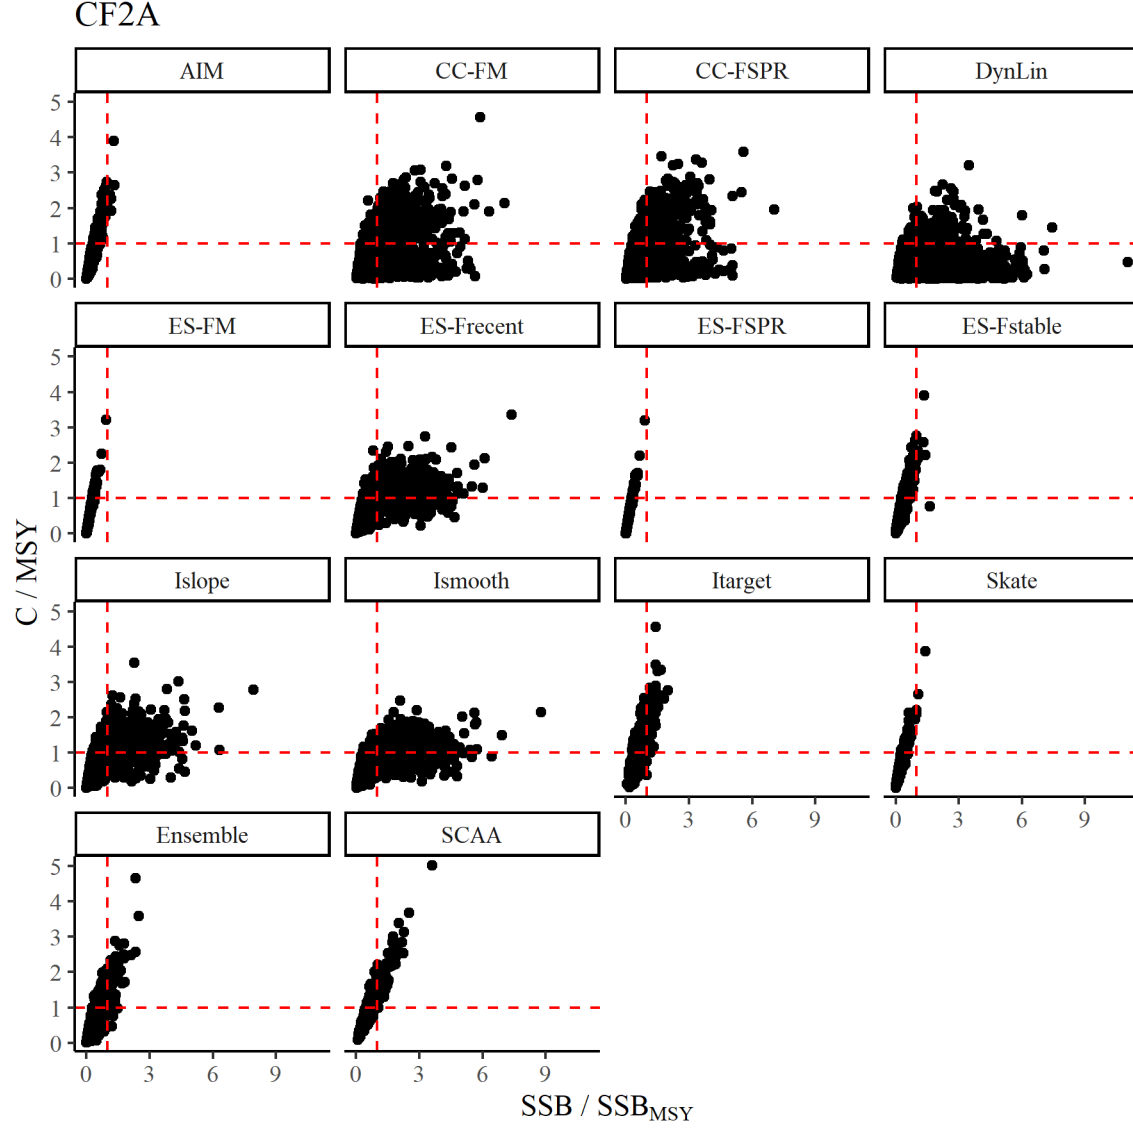 CF2A
AIM
CC-FM
CC-FSPR
DynLin
5
4
3
2
1
0
ES-FM
ES-Frecent
ES-FSPR
ES-Fstable
5
4
3
2
1
0
C / MSY
Islope
Ismooth
Itarget
Skate
5
4
3
2
1
0
0 3 6 9
0 3 6 9
Ensemble
SCAA
5
4
3
2
1
0
0 3 6 9
0 3 6 9
SSB / SSBMSY